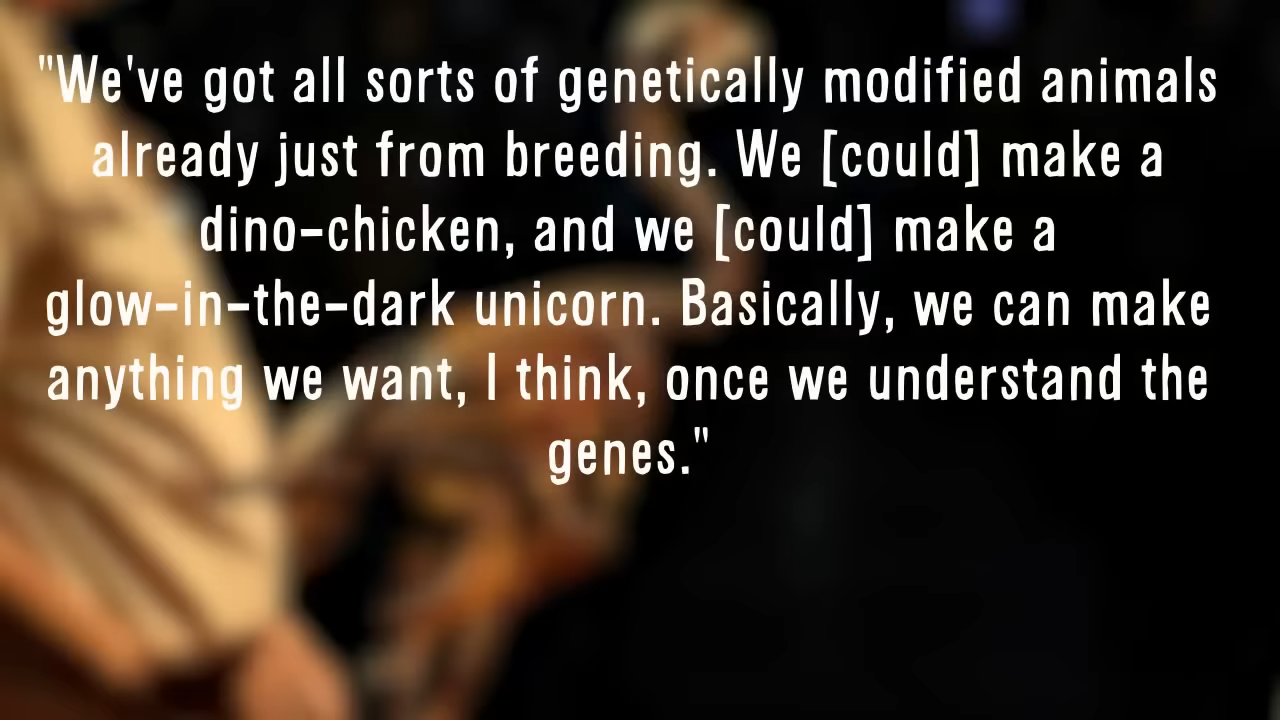 "We've got all sorts of genetically modified animals
already just from breeding. We [could] make a
dino-chicken, and we [could] make a
glow-in-the-dark unicorn. Basically, we can make
anything we want, I think, once we understand the
genes."